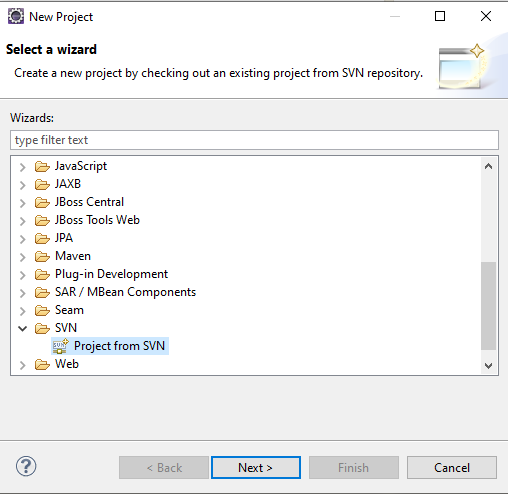 New Project
Select a wizard
Create a new project by checking out an existing project from SVN repository.
Wizards:
type filter text
JavaScript
JAXB
JBoss Central
JBoss Tools Web
JPA
Maven
Plug-in Development
SAR / MBean Components
Seam
SVN
Project from SVN
Web
?
< Back Next > Finish Cancel